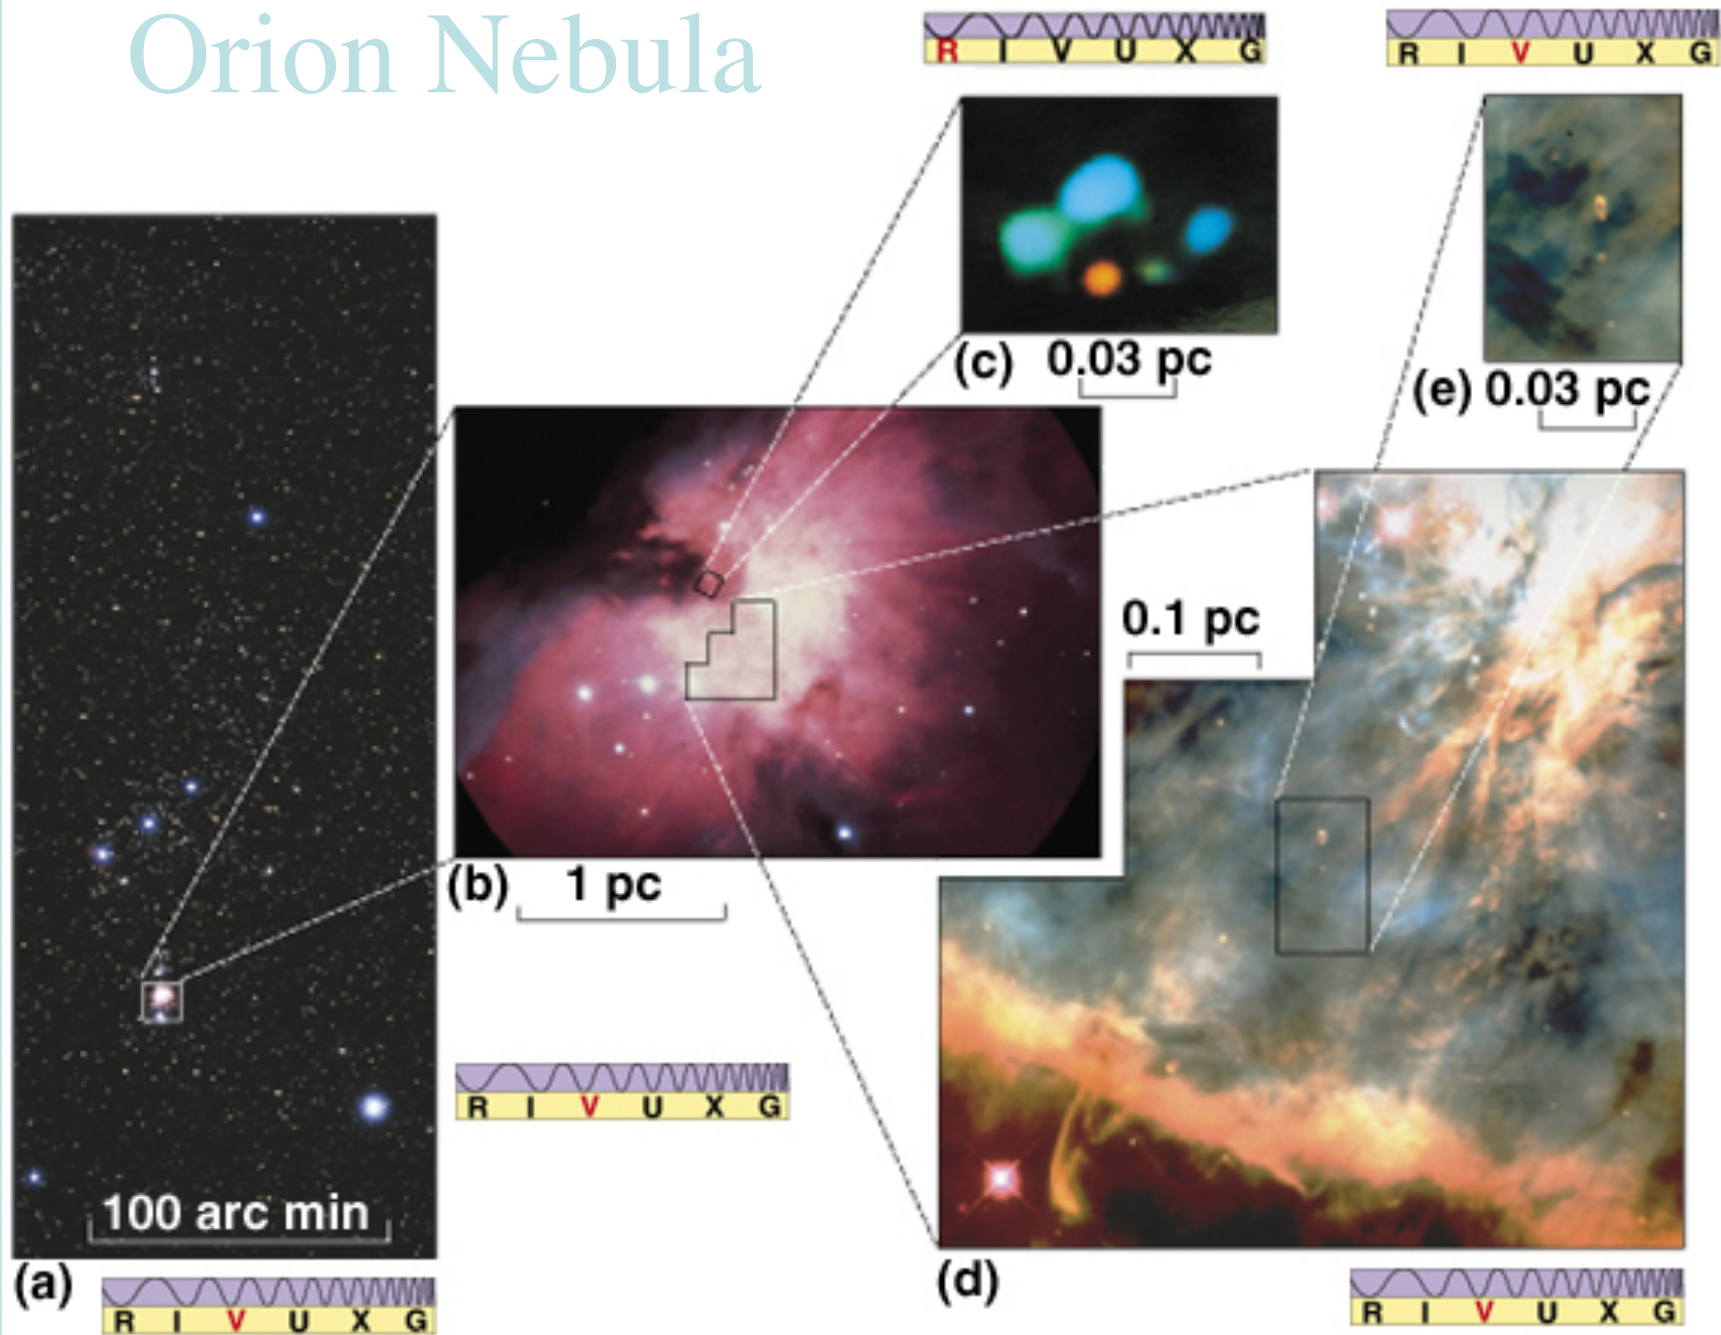 Orion Nebula
R I V U X G
R I V U X G
(c) 0.03 pc
(e) 0.03 pc
0.1 pc
(b) 1 pc
R I V U X G
100 arc min
(a)
R I V U X G
(d)
R I V U X G